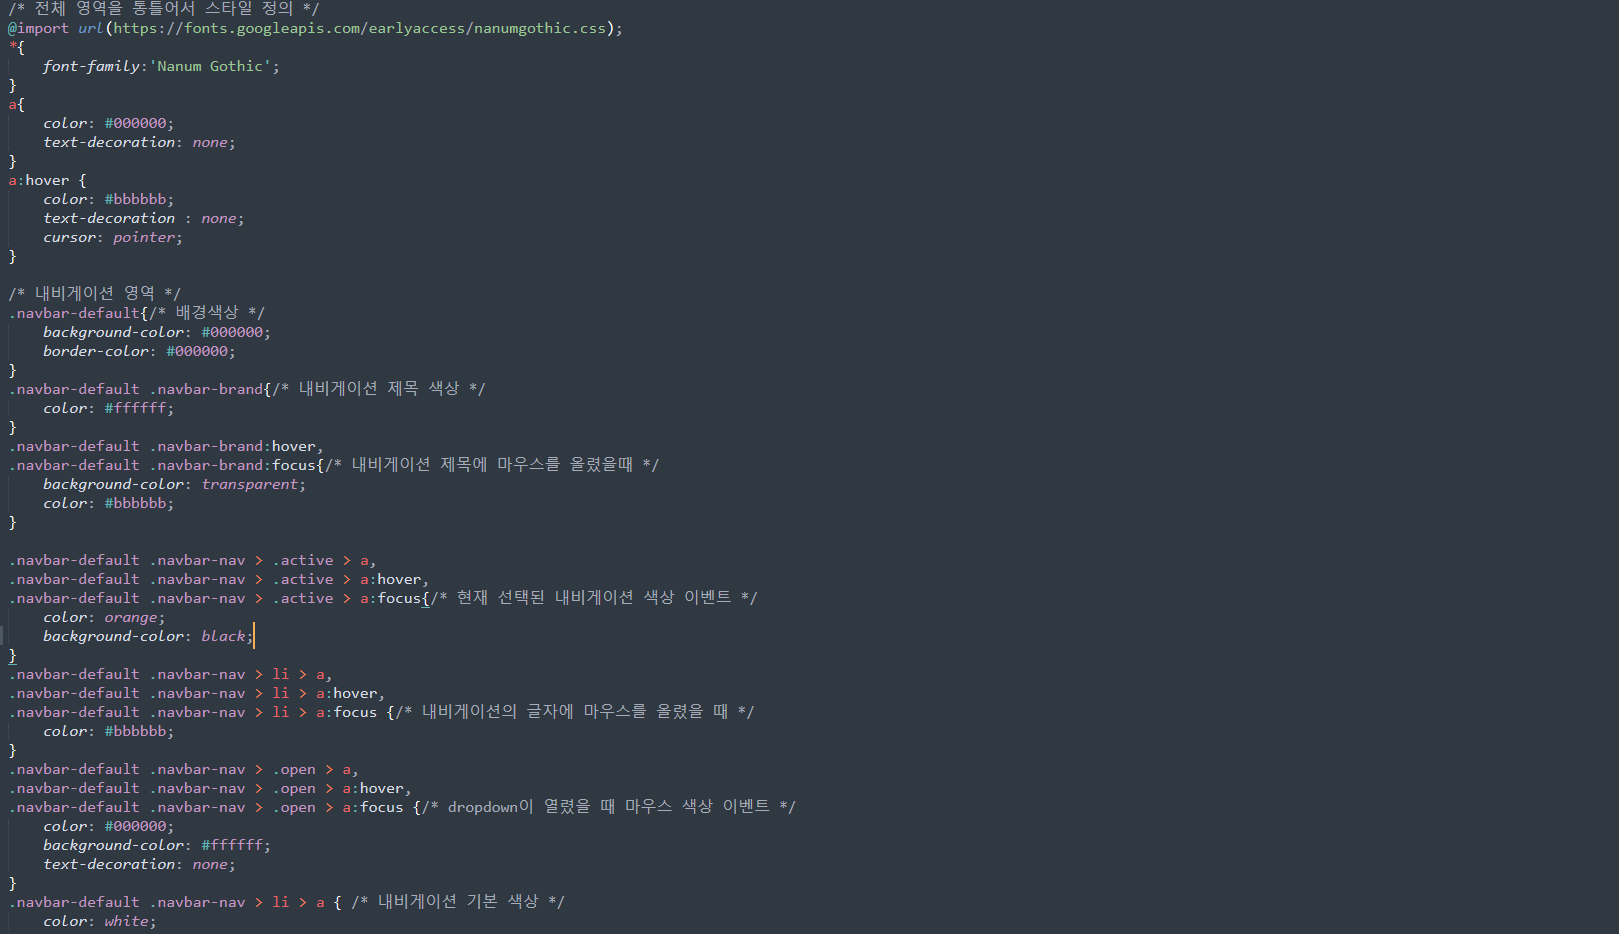 /* 전체 영역을 통틀어서 스타일 정의 */
@import url(https://fonts.googleapis.com/earlyaccess/nanumgothic.css);
*{
    font-family:'Nanum Gothic';
}
a{
    color: #000000;
    text-decoration: none;
}
a:hover {
    color: #bbbbbb;
    text-decoration : none;
    cursor: pointer;
}

/* 내비게이션 영역 */
.navbar-default{/* 배경색상 */
    background-color: #000000;
    border-color: #000000;
}
.navbar-default .navbar-brand{/* 내비게이션 제목 색상 */
    color: #ffffff;
}
.navbar-default .navbar-brand:hover,
.navbar-default .navbar-brand:focus{/* 내비게이션 제목에 마우스를 올렸을때 */
    background-color: transparent;
    color: #bbbbbb;
}

.navbar-default .navbar-nav > .active > a,
.navbar-default .navbar-nav > .active > a:hover,
.navbar-default .navbar-nav > .active > a:focus{/* 현재 선택된 내비게이션 색상 이벤트 */
    color: orange;
    background-color: black;
}
.navbar-default .navbar-nav > li > a,
.navbar-default .navbar-nav > li > a:hover,
.navbar-default .navbar-nav > li > a:focus {/* 내비게이션의 글자에 마우스를 올렸을 때 */
    color: #bbbbbb;
}
.navbar-default .navbar-nav > .open > a,
.navbar-default .navbar-nav > .open > a:hover,
.navbar-default .navbar-nav > .open > a:focus {/* dropdown이 열렸을 때 마우스 색상 이벤트 */
    color: #000000;
    background-color: #ffffff;
    text-decoration: none;
}
.navbar-default .navbar-nav > li > a { /* 내비게이션 기본 색상 */
    color: white;